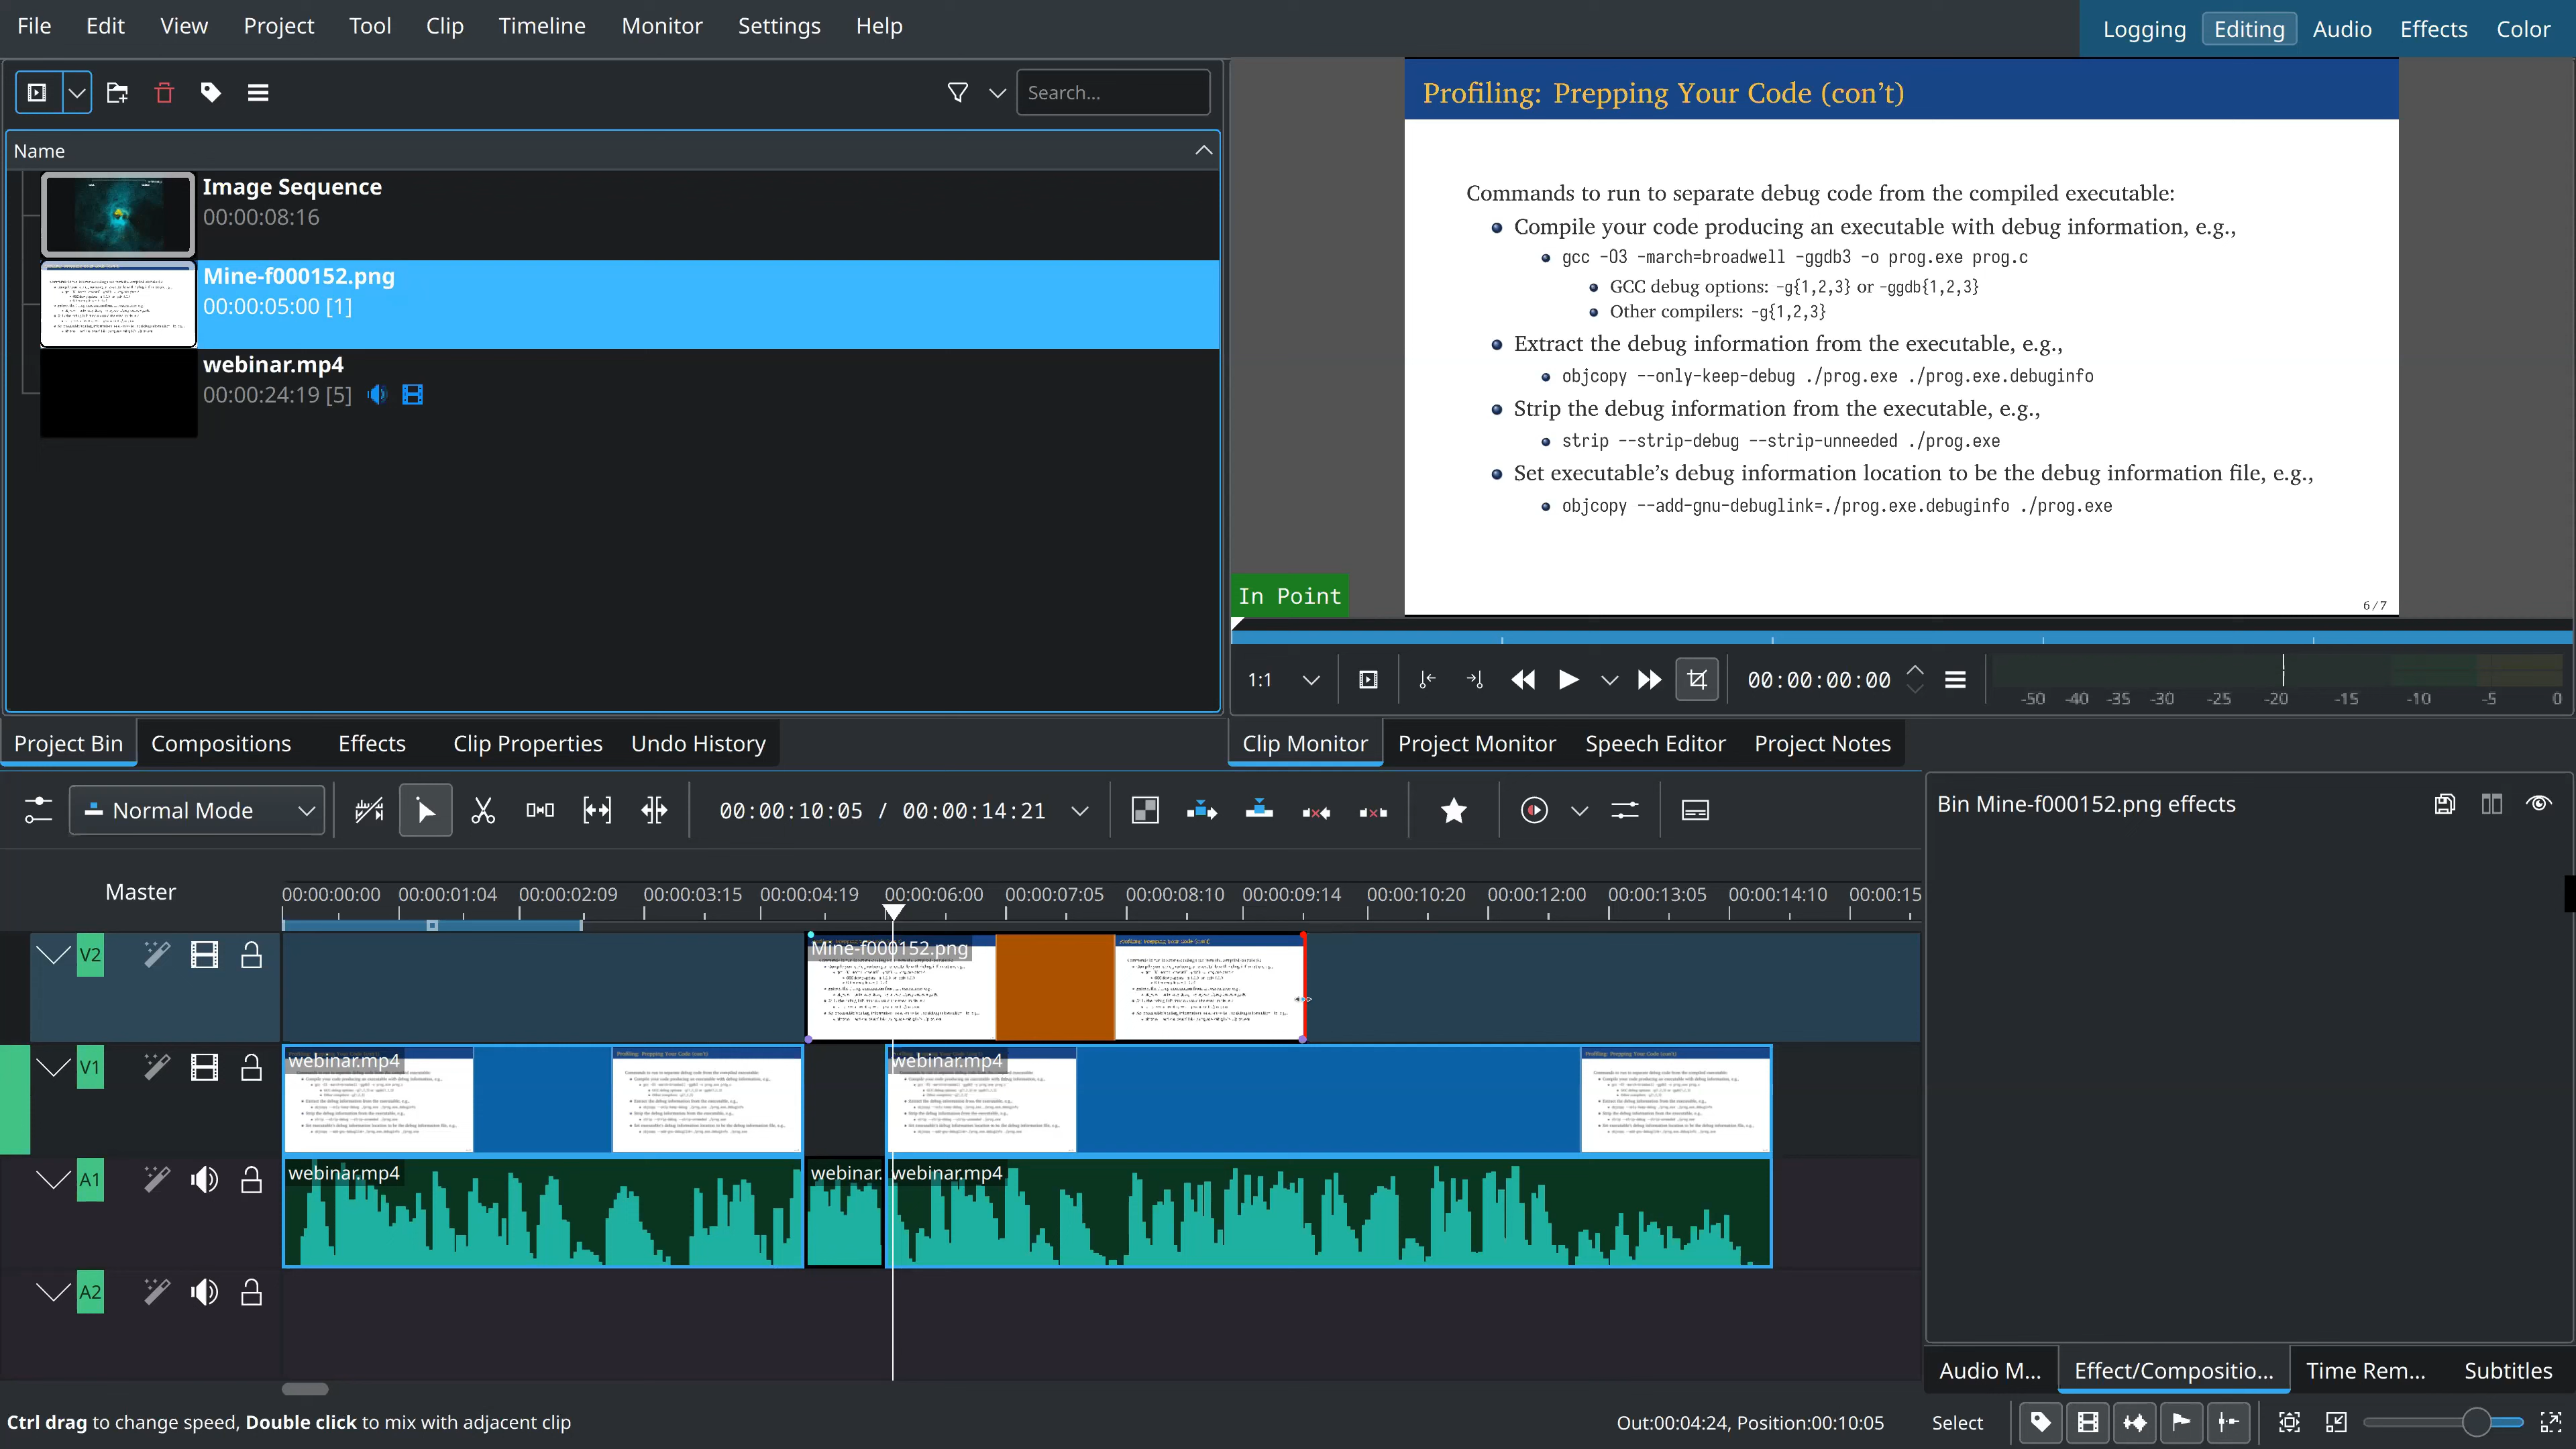 File Edit View Project Tool Clip Timeline Monitor Settings Help
Logging Editing Audio Effects Color
Search...
Name
Image Sequence
00:00:08:16
Mine-f000152.png
00:00:05:00 [1]
webinar.mp4
00:00:24:19 [5]
Profiling: Prepping Your Code (con't)
Commands to run to separate debug code from the compiled executable:
Compile your code producing an executable with debug information, e.g.,
gcc -O3 -march=broadwell -ggdb3 -o prog.exe prog.c
GCC debug options: -g{1,2,3} or -ggdb{1,2,3}
Other compilers: -g{1,2,3}
Extract the debug information from the executable, e.g.,
objcopy --only-keep-debug ./prog.exe ./prog.exe.debuginfo
Strip the debug information from the executable, e.g.,
strip --strip-debug --strip-unneeded ./prog.exe
Set executable's debug information location to be the debug information file, e.g.,
objcopy --add-gnu-debuglink=./prog.exe.debuginfo ./prog.exe
6/7
In Point
1:1 00:00:00:00
-50 -40 -35 -30 -25 -20 -15 -10 -5 0
Project Bin Compositions Effects Clip Properties Undo History
Clip Monitor Project Monitor Speech Editor Project Notes
Normal Mode 00:00:10:05 / 00:00:14:21
Bin Mine-f000152.png effects
Master
00:00:00:00 00:00:01:04 00:00:02:09 00:00:03:15 00:00:04:19 00:00:06:00 00:00:07:05 00:00:08:10 00:00:09:14 00:00:10:20 00:00:12:00 00:00:13:05 00:00:14:10 00:00:15
V2 Mine-f000152.png
V1 webinar.mp4 webinar.mp4
A1 webinar.mp4 webinar. webinar.mp4
A2
Audio M... Effect/Compositio... Time Rem... Subtitles
Ctrl drag to change speed, Double click to mix with adjacent clip
Out:00:04:24, Position:00:10:05 Select